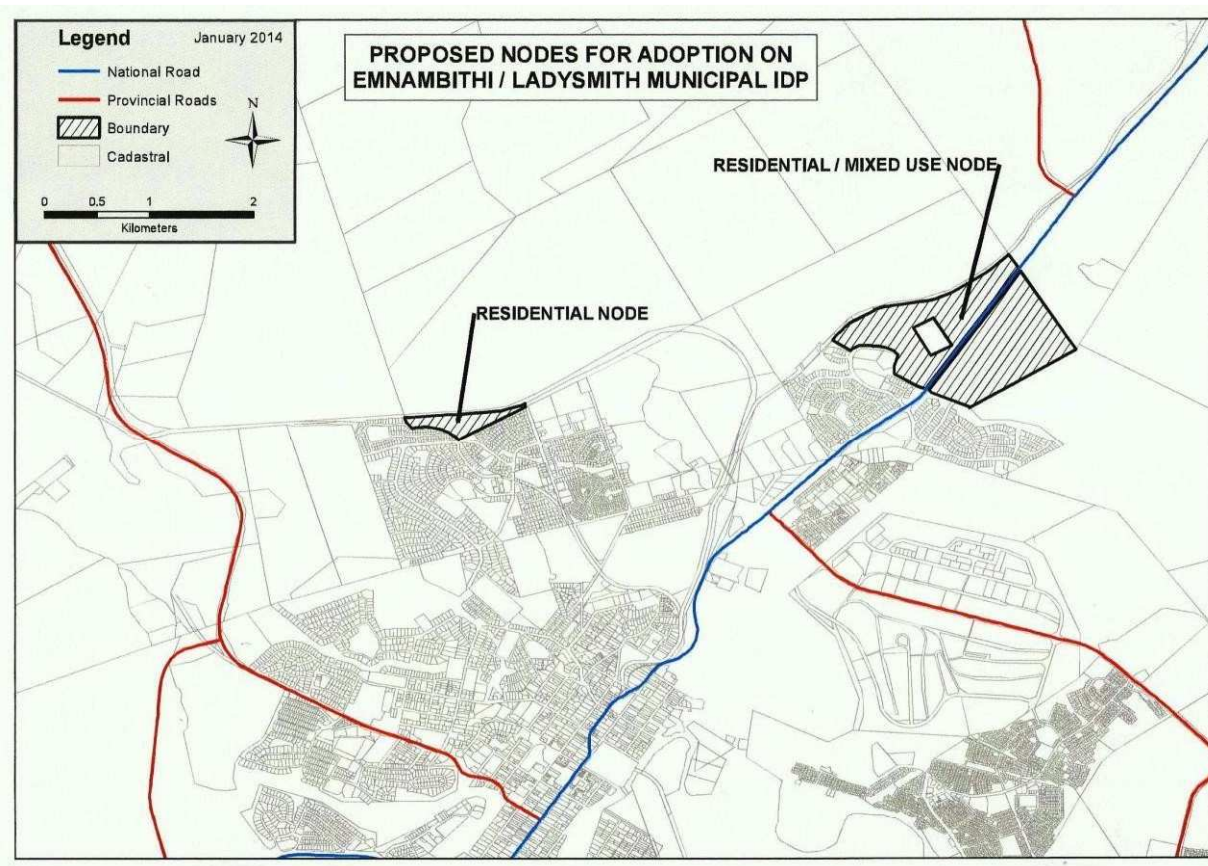 Legend
January 2014
National Road
Provincial Roads
N
Boundary
Cadastral
0 0.5 1 2
Kilometers
PROPOSED NODES FOR ADOPTION ON
EMNAMBITHI / LADYSMITH MUNICIPAL IDP
RESIDENTIAL / MIXED USE NODE
RESIDENTIAL NODE